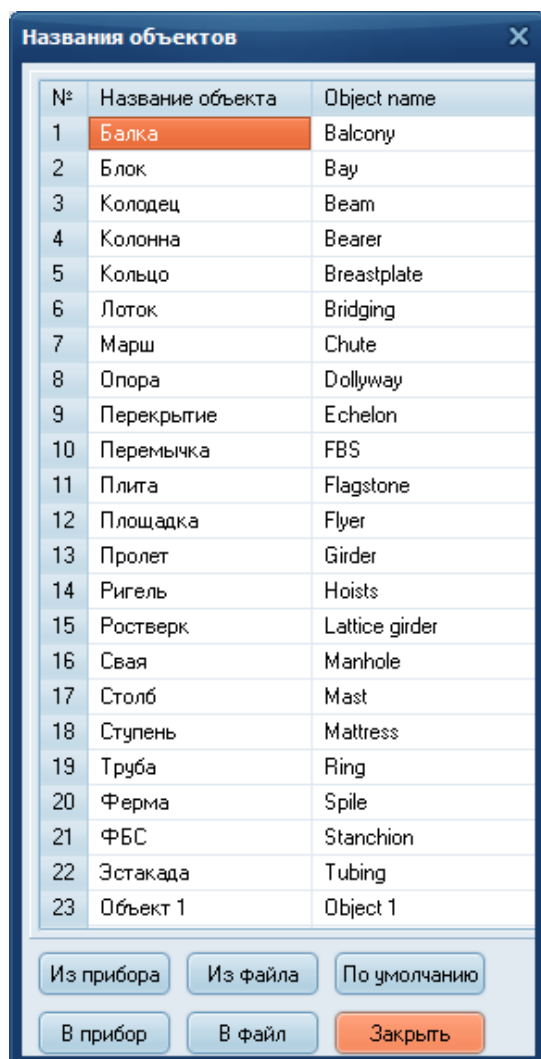 Названия объектов
№ Название объекта Object name
1 Балка Balcony
2 Блок Bay
3 Колодец Beam
4 Колонна Bearer
5 Кольцо Breastplate
6 Лоток Bridging
7 Марш Chute
8 Опора Dollyway
9 Перекрытие Echelon
10 Перемычка FBS
11 Плита Flagstone
12 Площадка Flyer
13 Пролет Girder
14 Ригель Hoists
15 Ростверк Lattice girder
16 Свая Manhole
17 Столб Mast
18 Ступень Mattress
19 Труба Ring
20 Ферма Spile
21 ФБС Stanchion
22 Эстакада Tubing
23 Объект 1 Object 1
Из прибора Из файла По умолчанию
В прибор В файл Закрыть